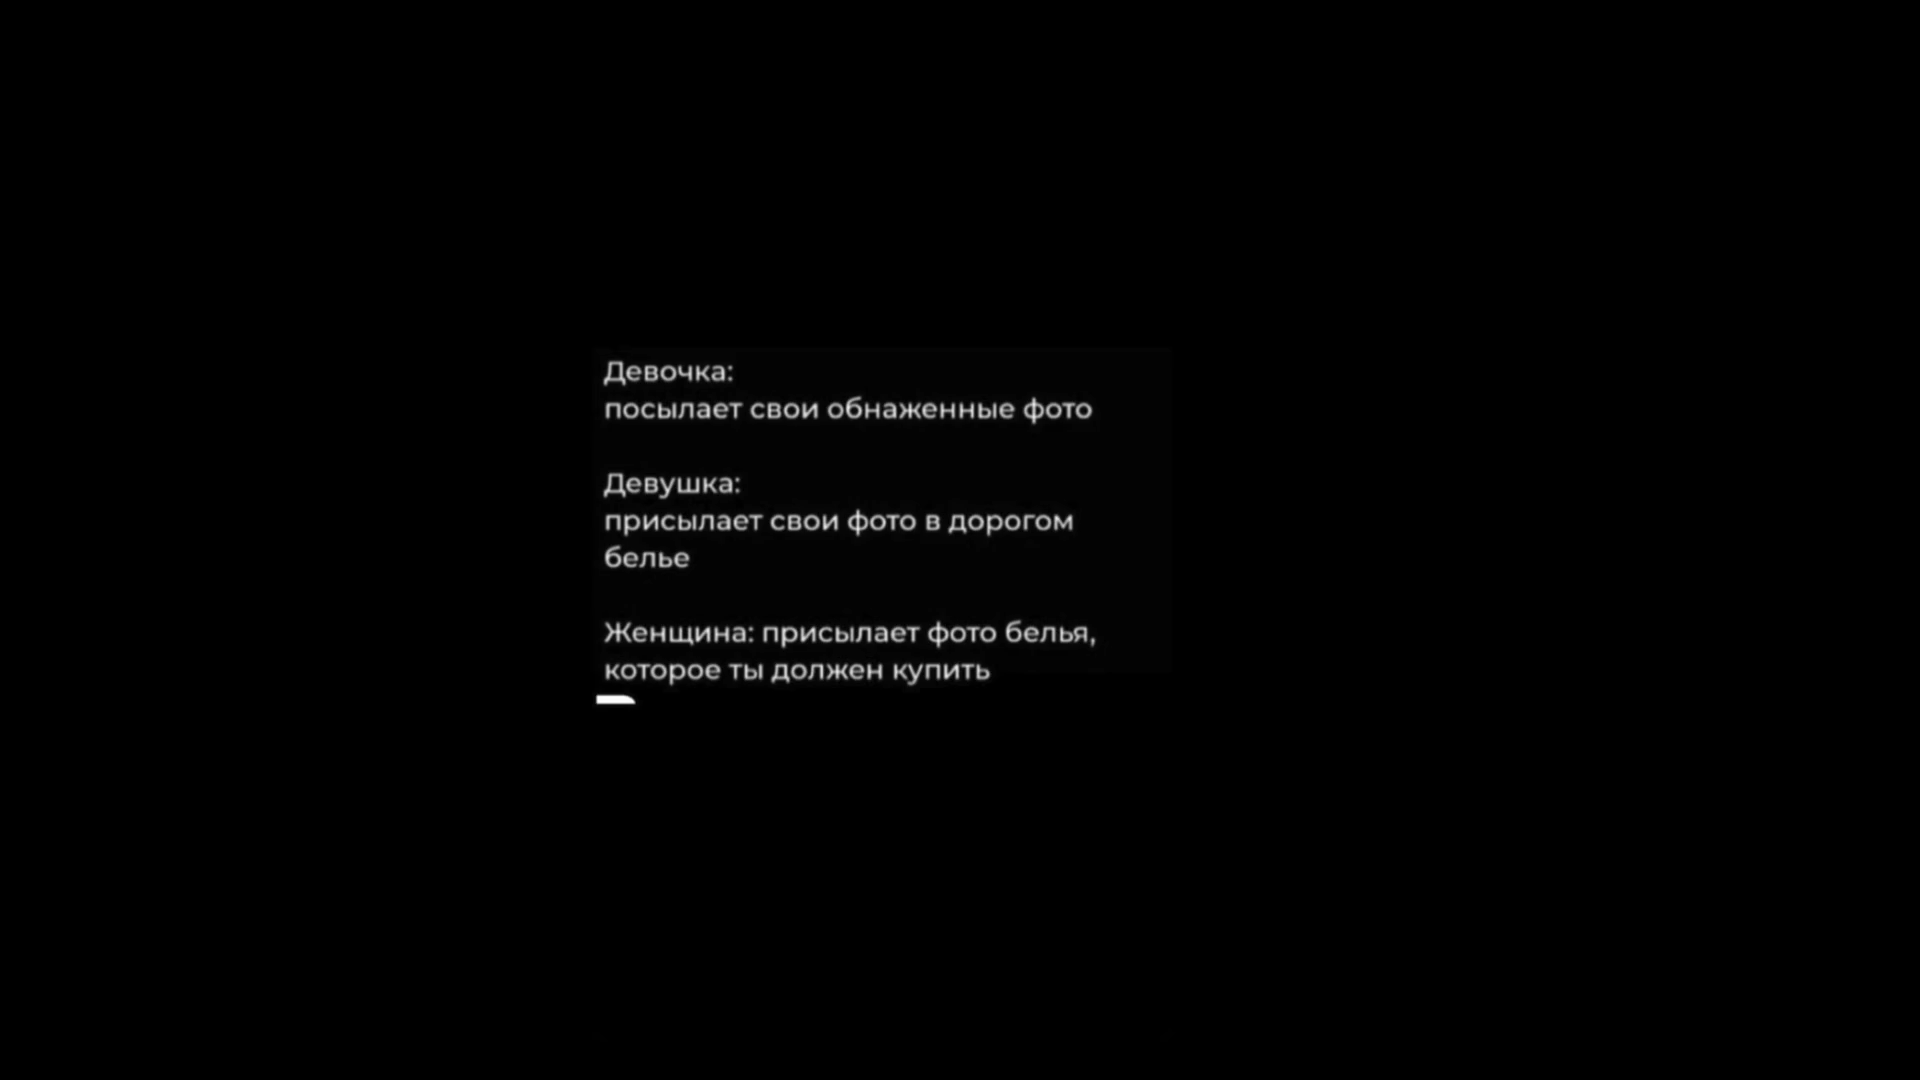 Девочка:
посылает свои обнаженные фото
Девушка:
присылает свои фото в дорогом
белье
Женщина: присылает фото белья,
которое ты должен купить